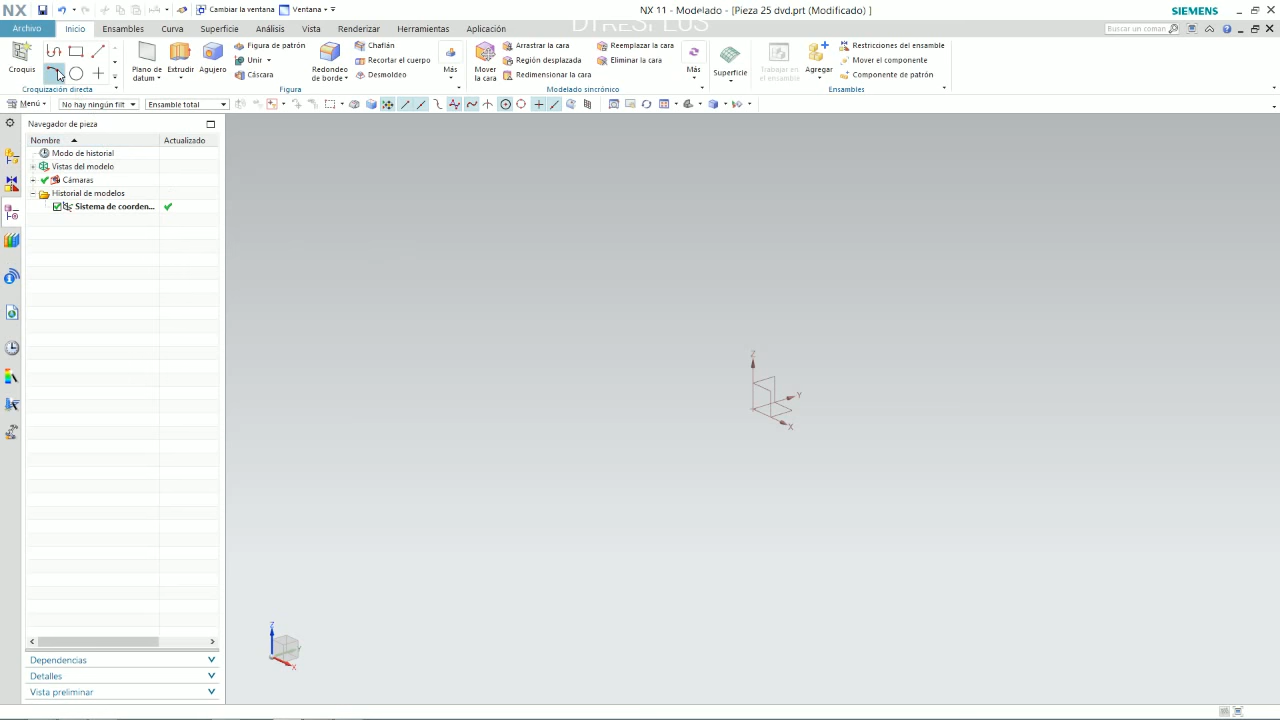 NX
Cambiar la ventana
Ventana
NX 11 - Modelado - [Pieza 25 dvd.prt (Modificado) ]
SIEMENS
DTRESPLUS
Archivo
Inicio
Ensambles
Curva
Superficie
Análisis
Vista
Renderizar
Herramientas
Ensambles
Aplicación
Buscar un coman
Croquis
Plano de datum
Extrudir
Agujero
Figura de patrón
Unir
Cáscara
Redondeo de borde
Chaflán
Recortar el cuerpo
Desmoldeo
Más
Mover la cara
Arrastrar la cara
Región desplazada
Redimensionar la cara
Reemplazar la cara
Eliminar la cara
Más
Superficie
Trabajar en el ensamble
Agregar
Restricciones del ensamble
Mover el componente
Componente de patrón
Croquización directa
Figura
Modelado sincrónico
Ensambles
Menú
No hay ningún filt
Ensamble total
Navegador de pieza
Nombre
Actualizado
Modo de historial
Vistas del modelo
Cámaras
Historial de modelos
Sistema de coorden...
Z
Y
X
Z
X
Dependencias
Detalles
Vista preliminar